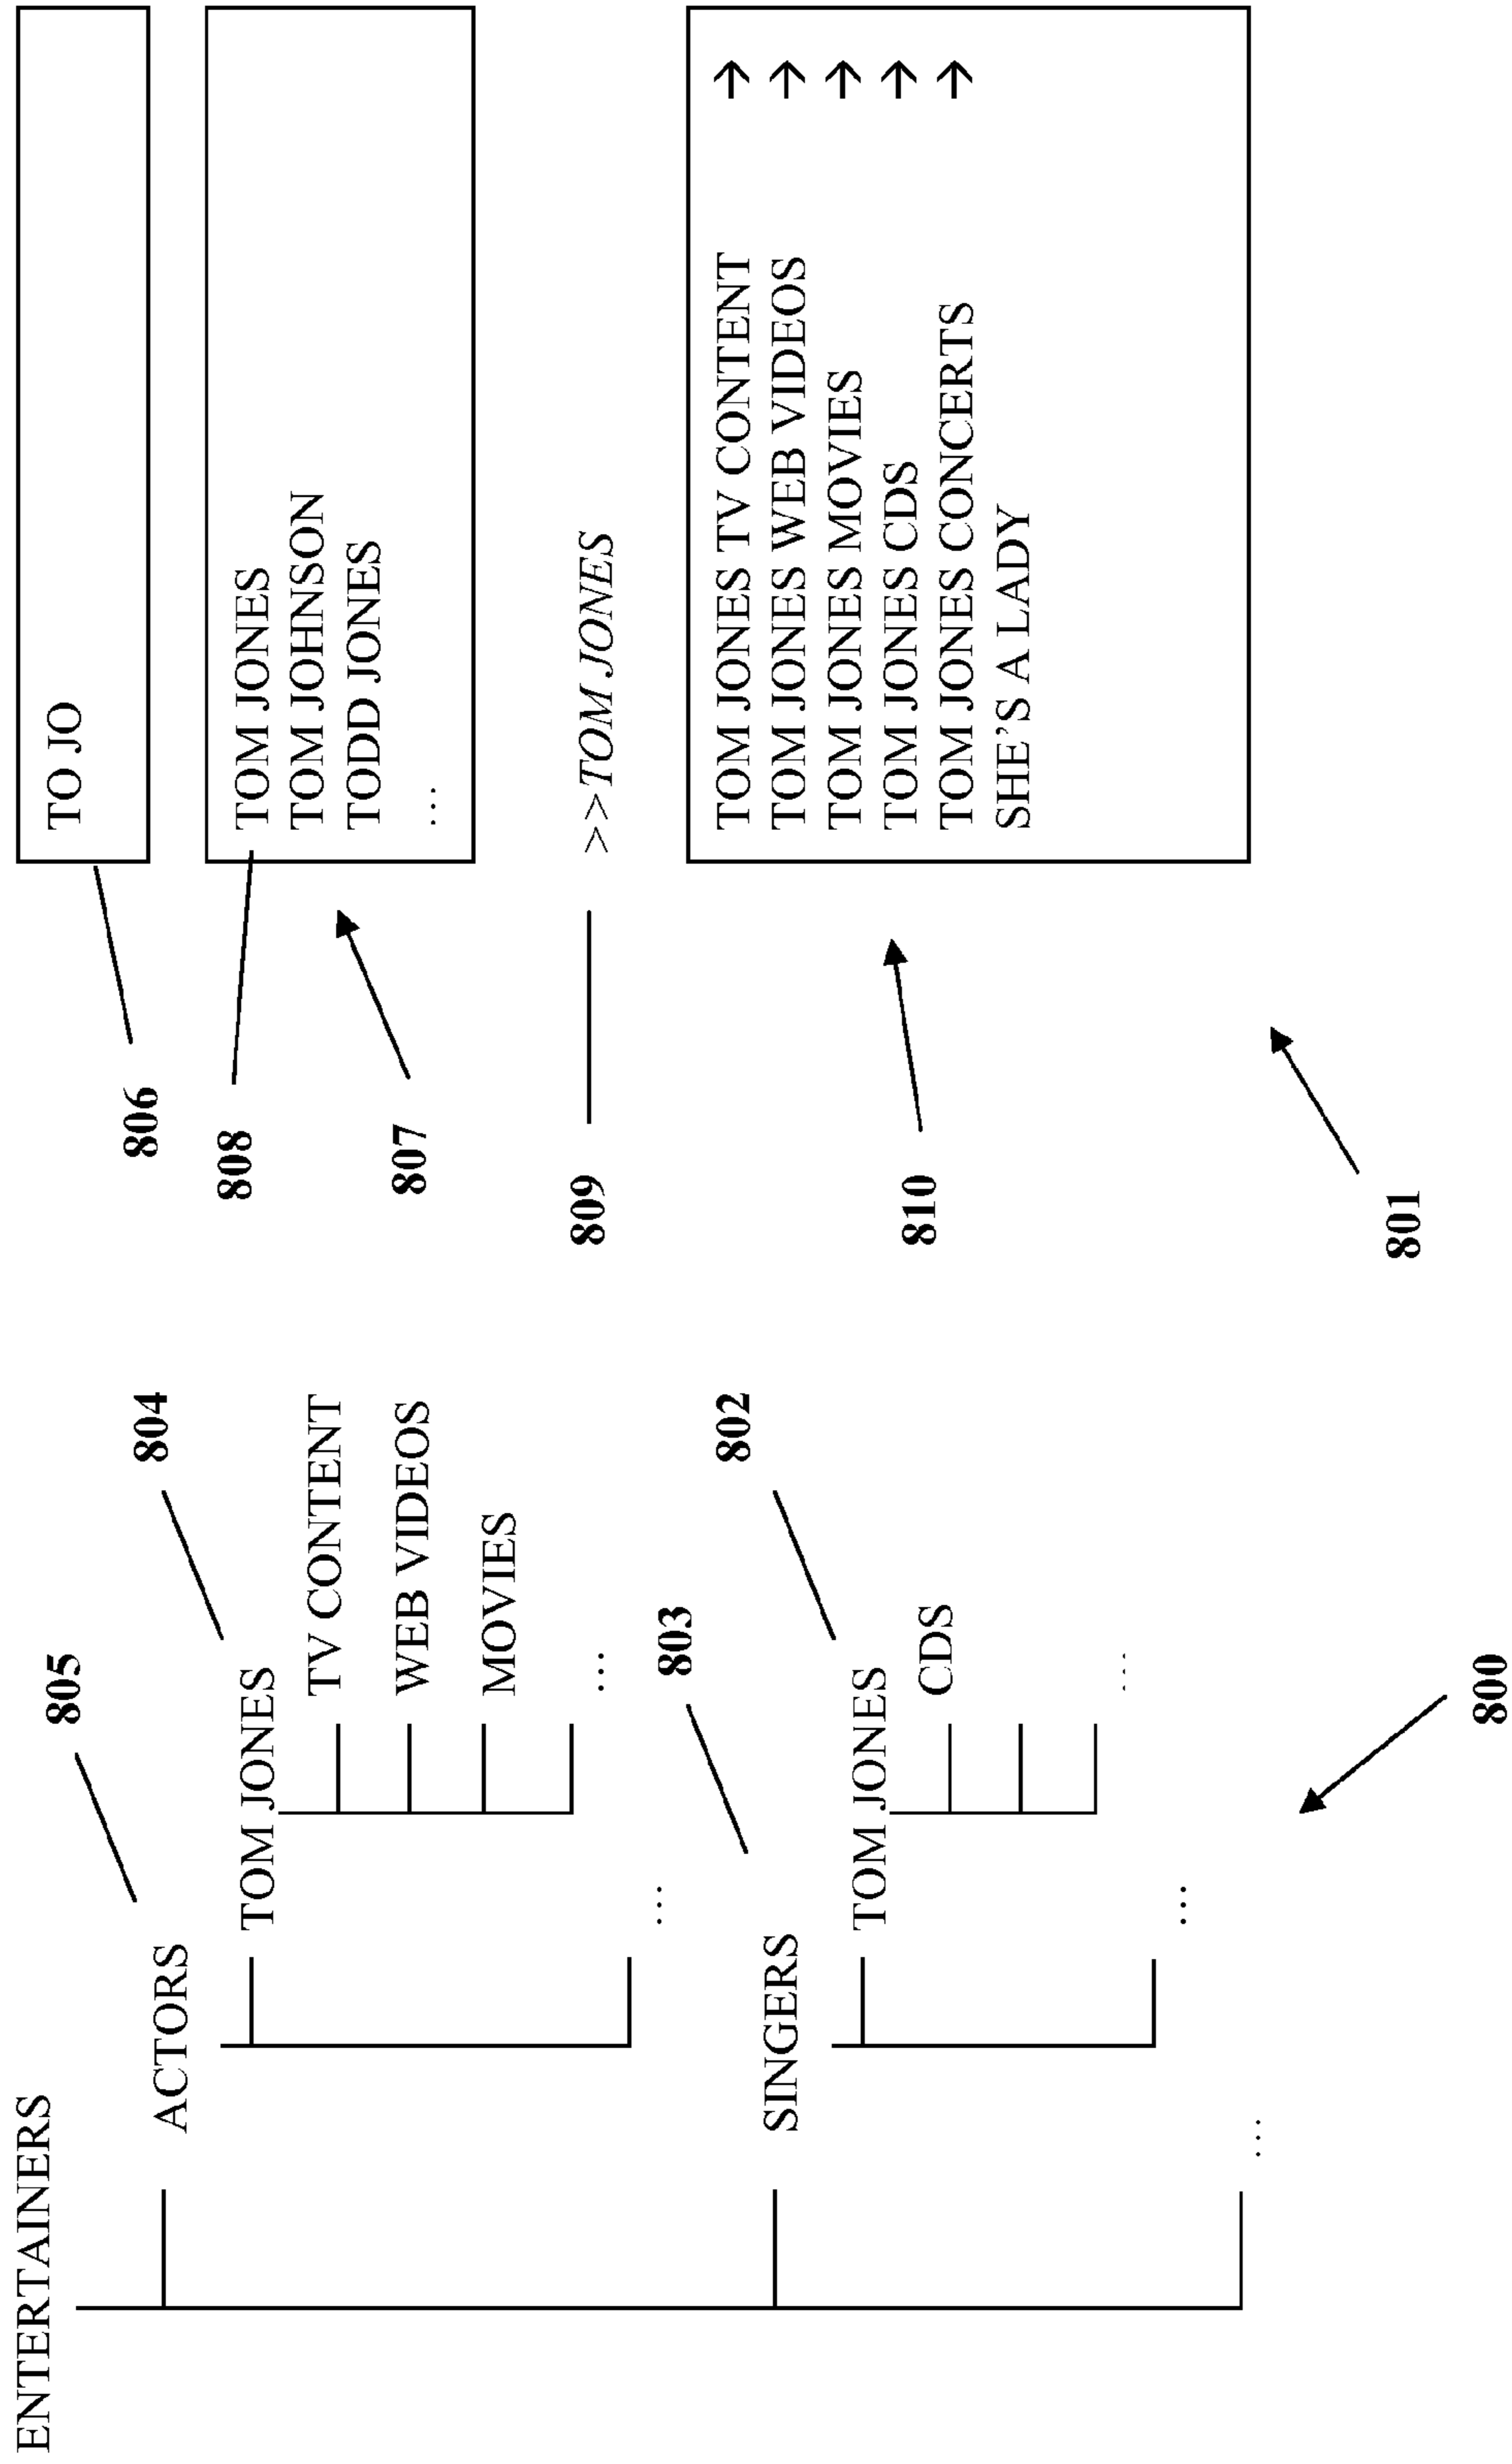 ENTERTAINERS
805
ACTORS
804
TOM JONES
TV CONTENT
WEB VIDEOS
MOVIES
...
...
803
SINGERS
802
TOM JONES
CDS
...
...
...
800
806
TO JO
808
807
TOM JONES
TOM JOHNSON
TODD JONES
...
809
>>TOM JONES
810
TOM JONES TV CONTENT →
TOM JONES WEB VIDEOS →
TOM JONES MOVIES →
TOM JONES CDS →
TOM JONES CONCERTS →
SHE'S A LADY
801